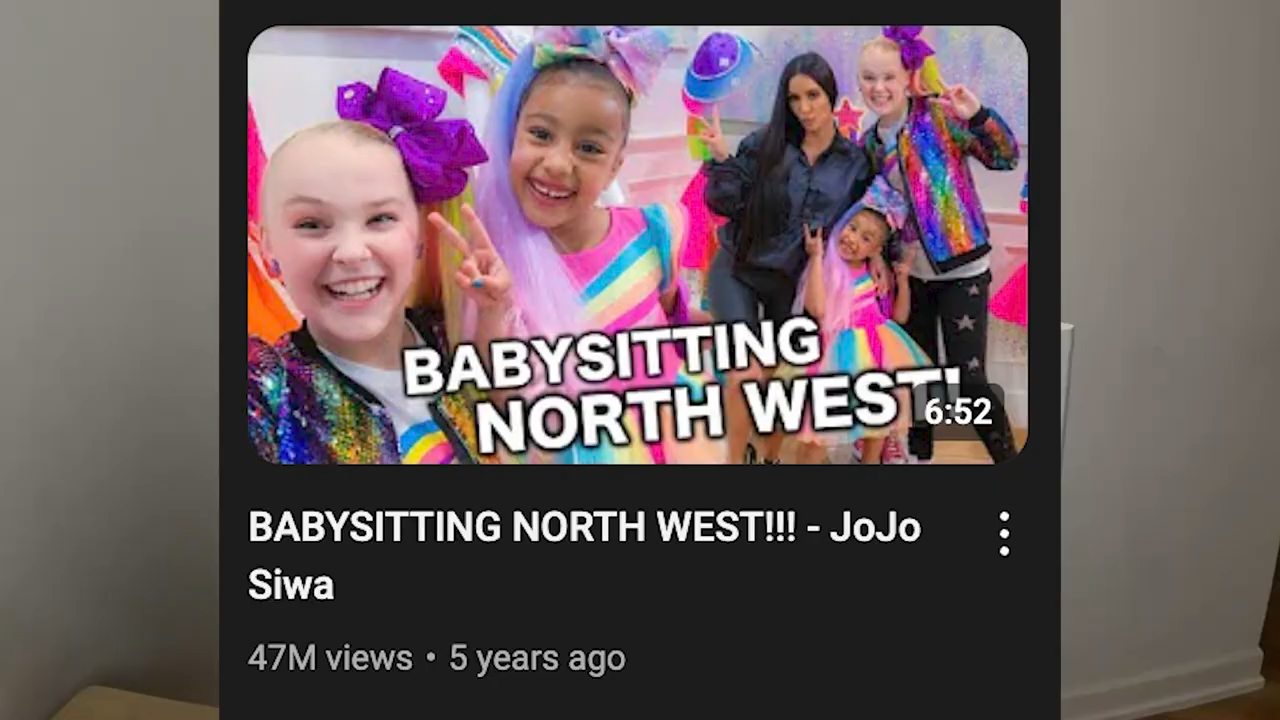 BABYSITTING
NORTH WEST!
6:52
BABYSITTING NORTH WEST!!! - JoJo
Siwa
47M views • 5 years ago